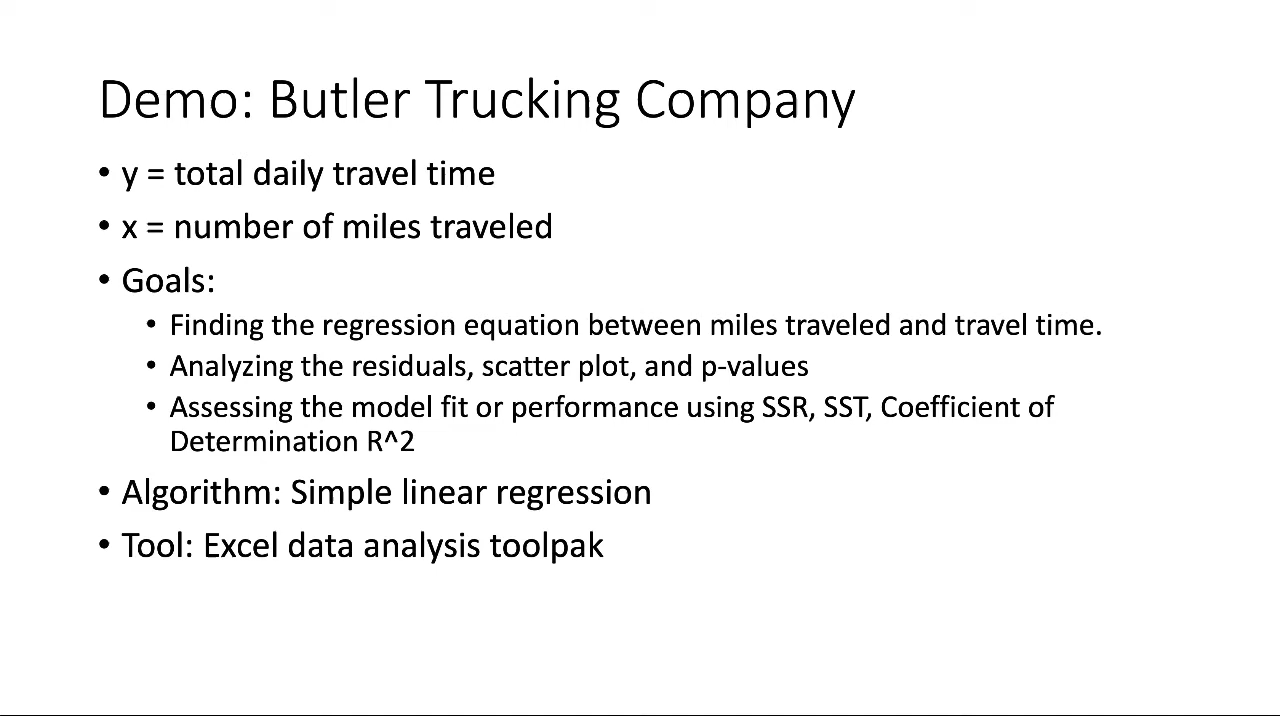 Demo: Butler Trucking Company
• y = total daily travel time
• x = number of miles traveled
• Goals:
• Finding the regression equation between miles traveled and travel time.
• Analyzing the residuals, scatter plot, and p-values
• Assessing the model fit or performance using SSR, SST, Coefficient of
Determination R^2
• Algorithm: Simple linear regression
• Tool: Excel data analysis toolpak